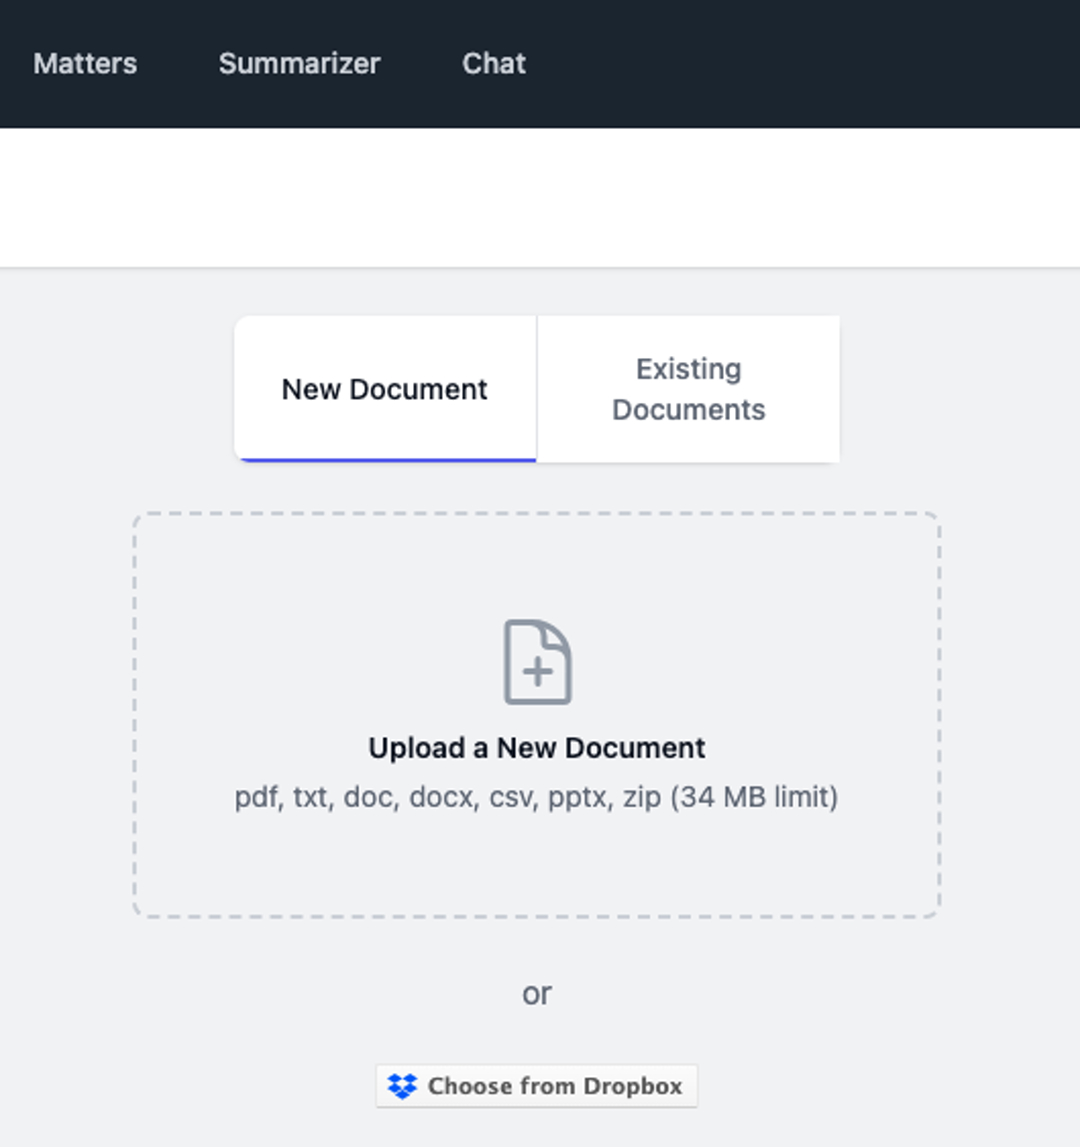 Matters Summarizer Chat
New Document
Existing
Documents
Upload a New Document
pdf, txt, doc, docx, csv, pptx, zip (34 MB limit)
or
Choose from Dropbox